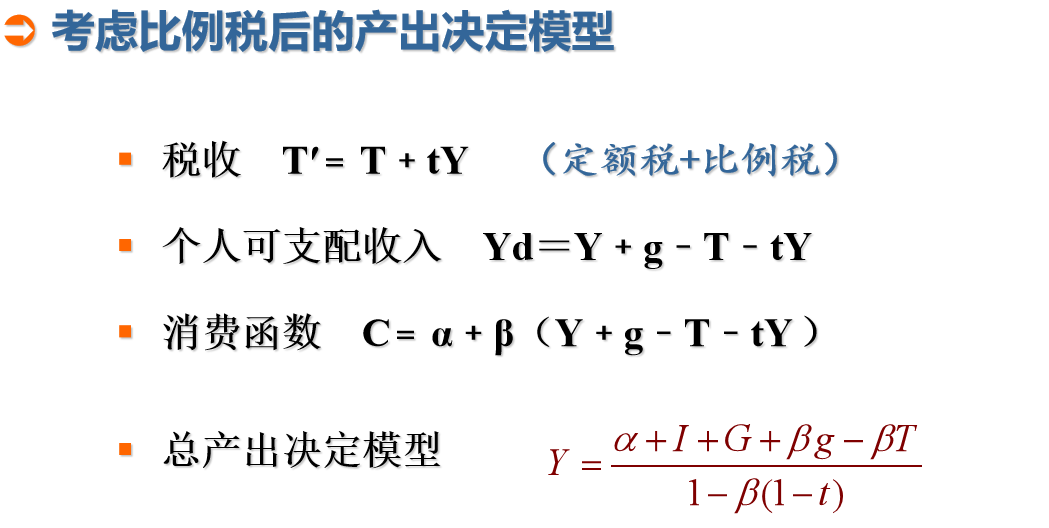 考虑比例税后的产出决定模型
税收 T′= T + tY （定额税+比例税）
个人可支配收入 Yd＝Y + g － T － tY
消费函数 C= α + β（Y + g － T － tY ）
总产出决定模型 Y = \frac{\alpha + I + G + \beta g - \beta T}{1 - \beta(1 - t)}